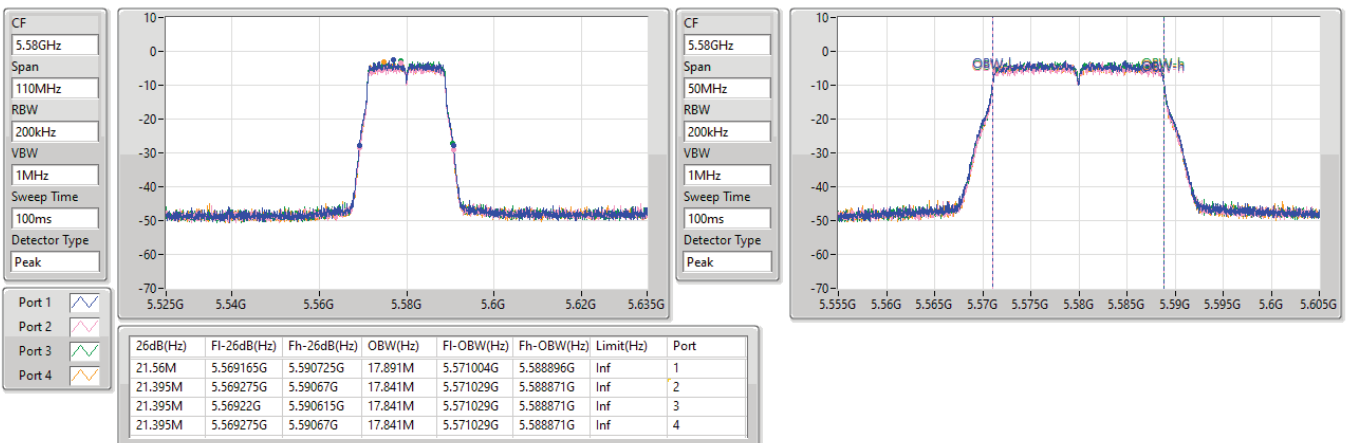 CF
5.58GHz
Span
110MHz
RBW
200kHz
VBW
1MHz
Sweep Time
100ms
Detector Type
Peak
10
0
-10
-20
-30
-40
-50
-60
-70
5.525G 5.54G 5.56G 5.58G 5.6G 5.62G 5.635G
CF
5.58GHz
Span
50MHz
RBW
200kHz
VBW
1MHz
Sweep Time
100ms
Detector Type
Peak
10
0
-10
-20
-30
-40
-50
-60
-70
OBW-l OBW-h
5.555G 5.56G 5.565G 5.57G 5.575G 5.58G 5.585G 5.59G 5.595G 5.6G 5.605G
Port 1
Port 2
Port 3
Port 4
26dB(Hz) Fl-26dB(Hz) Fh-26dB(Hz) OBW(Hz) Fl-OBW(Hz) Fh-OBW(Hz) Limit(Hz) Port
21.56M 5.569165G 5.590725G 17.891M 5.571004G 5.588896G Inf 1
21.395M 5.569275G 5.59067G 17.841M 5.571029G 5.588871G Inf 2
21.395M 5.56922G 5.590615G 17.841M 5.571029G 5.588871G Inf 3
21.395M 5.569275G 5.59067G 17.841M 5.571029G 5.588871G Inf 4